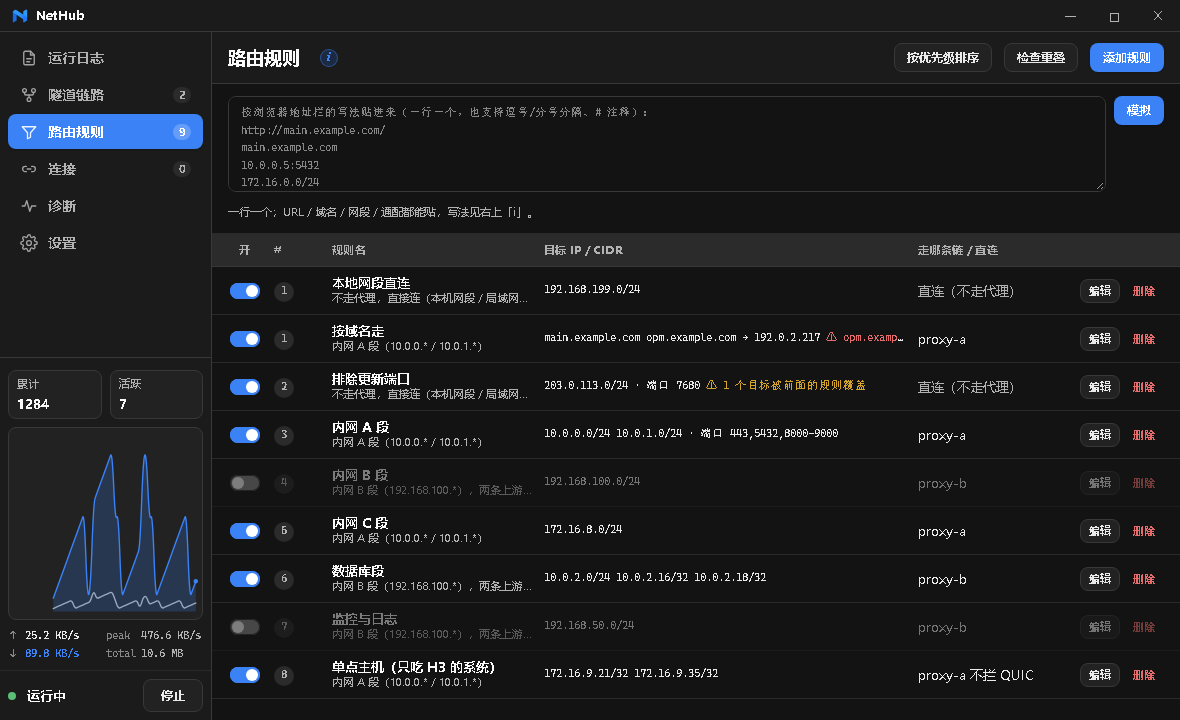 NetHub
运行日志
隧道链路 2
路由规则 9
连接 0
诊断
设置
累计
1284
活跃
7
↑ 25.2 KB/s peak 476.6 KB/s
↓ 89.8 KB/s total 10.6 MB
运行中
停止
路由规则 i
按优先级排序
检查重叠
添加规则
按浏览器地址栏的写法贴进来（一行一个，也支持逗号/分号分隔、# 注释）：
http://main.example.com/
main.example.com
10.0.0.5:5432
172.16.0.0/24
模拟
一行一个；URL / 域名 / 网段 / 通配都能贴，写法见右上「i」。
开 # 规则名 目标 IP / CIDR 走哪条链 / 直连
1 本地网段直连 192.168.199.0/24 直连（不走代理） 编辑 删除
不走代理，直接连（本机网段 / 局域网…
1 按域名走 main.example.com opm.example.com → 192.0.2.217 ⚠ opm.examp… proxy-a 编辑 删除
内网 A 段（10.0.0.* / 10.0.1.*）
2 排除更新端口 203.0.113.0/24 · 端口 7680 ⚠ 1 个目标被前面的规则覆盖 直连（不走代理） 编辑 删除
不走代理，直接连（本机网段 / 局域网…
3 内网 A 段 10.0.0.0/24 10.0.1.0/24 · 端口 443,5432,8000-9000 proxy-a 编辑 删除
内网 A 段（10.0.0.* / 10.0.1.*）
4 内网 B 段 192.168.100.0/24 proxy-b 编辑 删除
内网 B 段（192.168.100.*），两条上游…
5 内网 C 段 172.16.8.0/24 proxy-a 编辑 删除
内网 A 段（10.0.0.* / 10.0.1.*）
6 数据库段 10.0.2.0/24 10.0.2.16/32 10.0.2.18/32 proxy-b 编辑 删除
内网 B 段（192.168.100.*），两条上游…
7 监控与日志 192.168.50.0/24 proxy-b 编辑 删除
内网 B 段（192.168.100.*），两条上游…
8 单点主机（只吃 H3 的系统） 172.16.9.21/32 172.16.9.35/32 proxy-a 不拦 QUIC 编辑 删除
内网 A 段（10.0.0.* / 10.0.1.*）